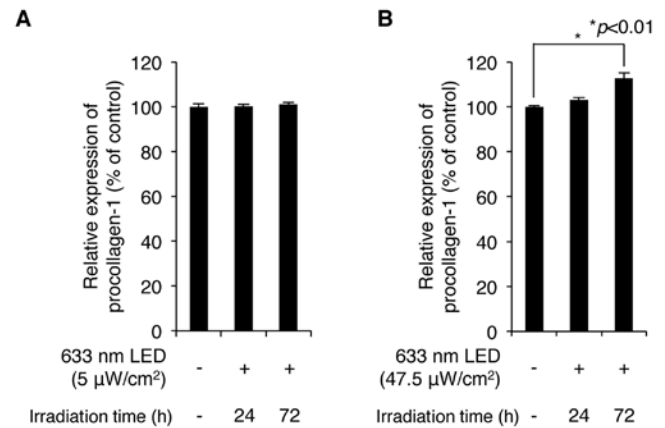 A
Relative expression of
procollagen-1 (% of control)
120
100
80
60
40
20
0
633 nm LED
(5 µW/cm²)
- + +
Irradiation time (h) - 24 72
B
*p<0.01
*
Relative expression of
procollagen-1 (% of control)
120
100
80
60
40
20
0
633 nm LED
(47.5 µW/cm²)
- + +
Irradiation time (h) - 24 72